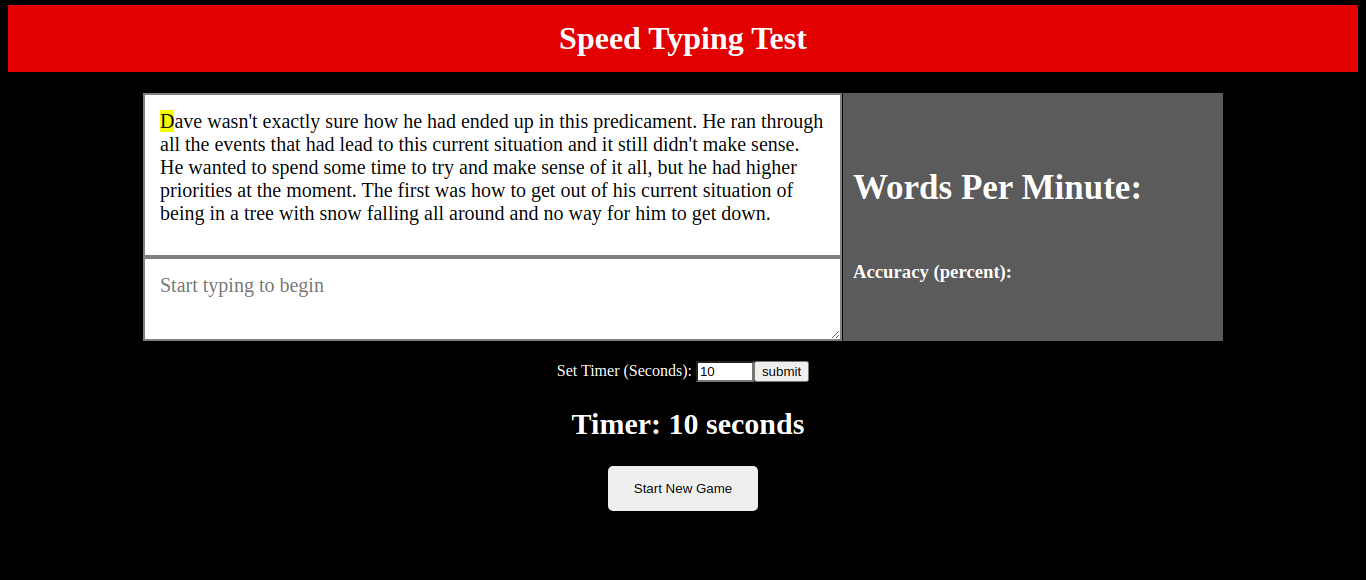 Speed Typing Test
Dave wasn't exactly sure how he had ended up in this predicament. He ran through
all the events that had lead to this current situation and it still didn't make sense.
He wanted to spend some time to try and make sense of it all, but he had higher
priorities at the moment. The first was how to get out of his current situation of
being in a tree with snow falling all around and no way for him to get down.
Start typing to begin
Words Per Minute:
Accuracy (percent):
Set Timer (Seconds): 10 submit
Timer: 10 seconds
Start New Game